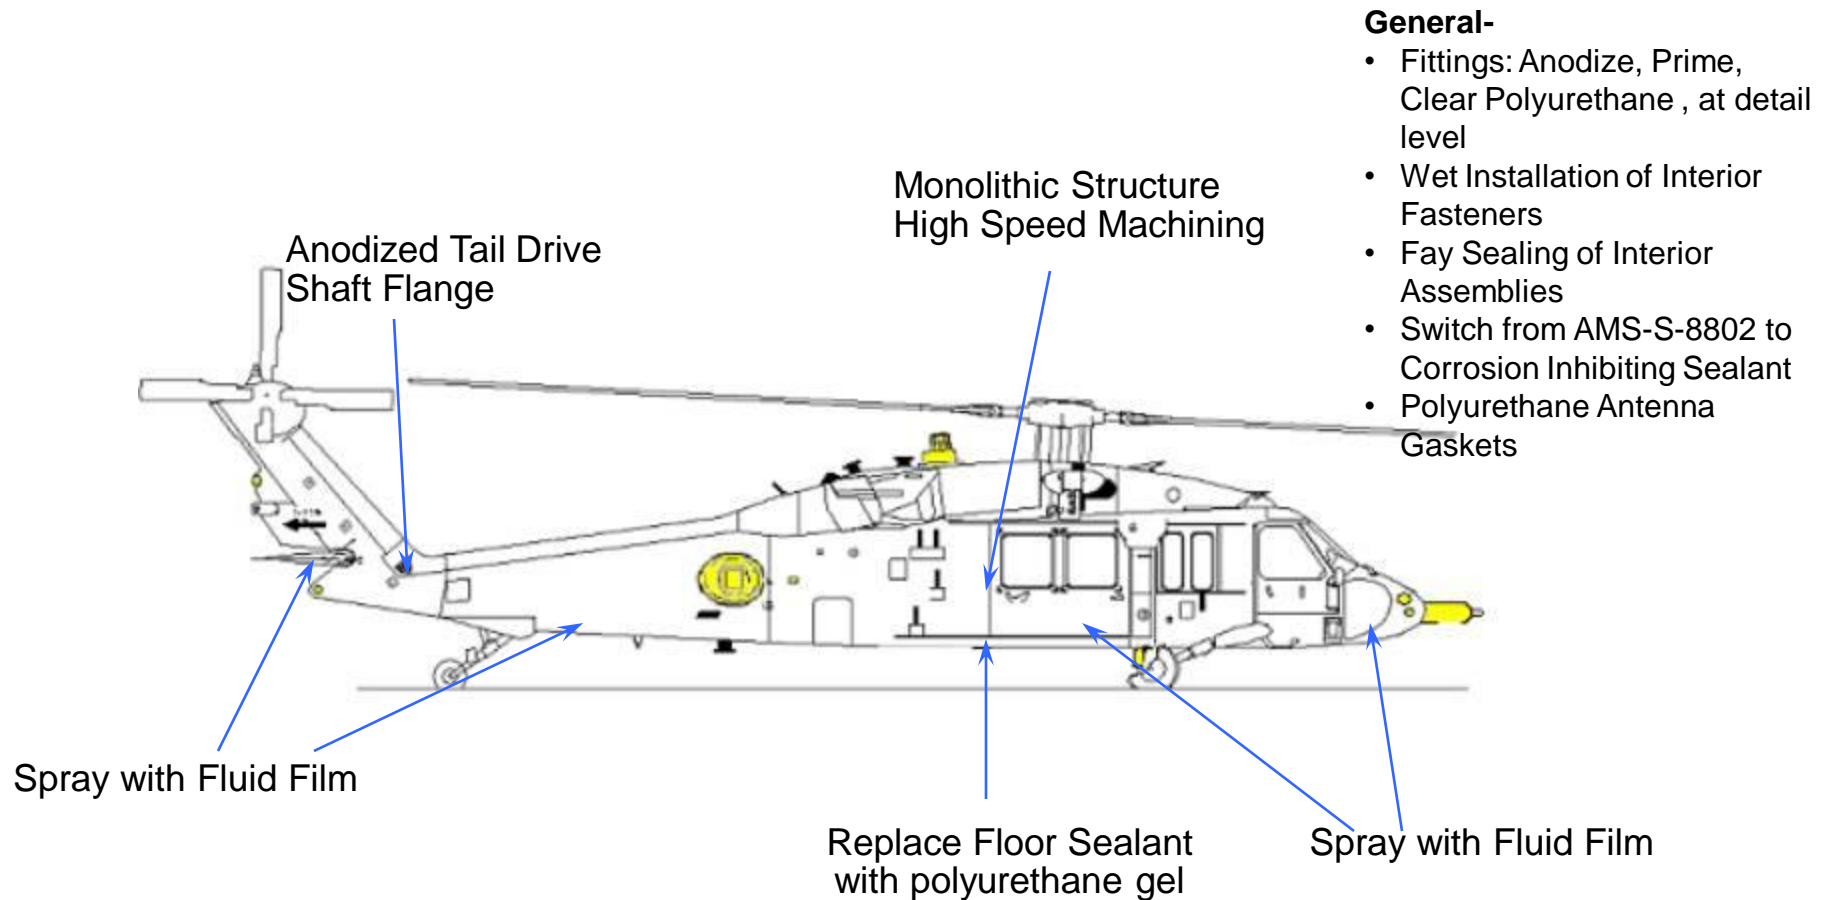 General-
• Fittings: Anodize, Prime,
Clear Polyurethane , at detail
level
• Wet Installation of Interior
Fasteners
• Fay Sealing of Interior
Assemblies
• Switch from AMS-S-8802 to
Corrosion Inhibiting Sealant
• Polyurethane Antenna
Gaskets
Monolithic Structure
High Speed Machining
Anodized Tail Drive
Shaft Flange
Spray with Fluid Film
Replace Floor Sealant
with polyurethane gel
Spray with Fluid Film